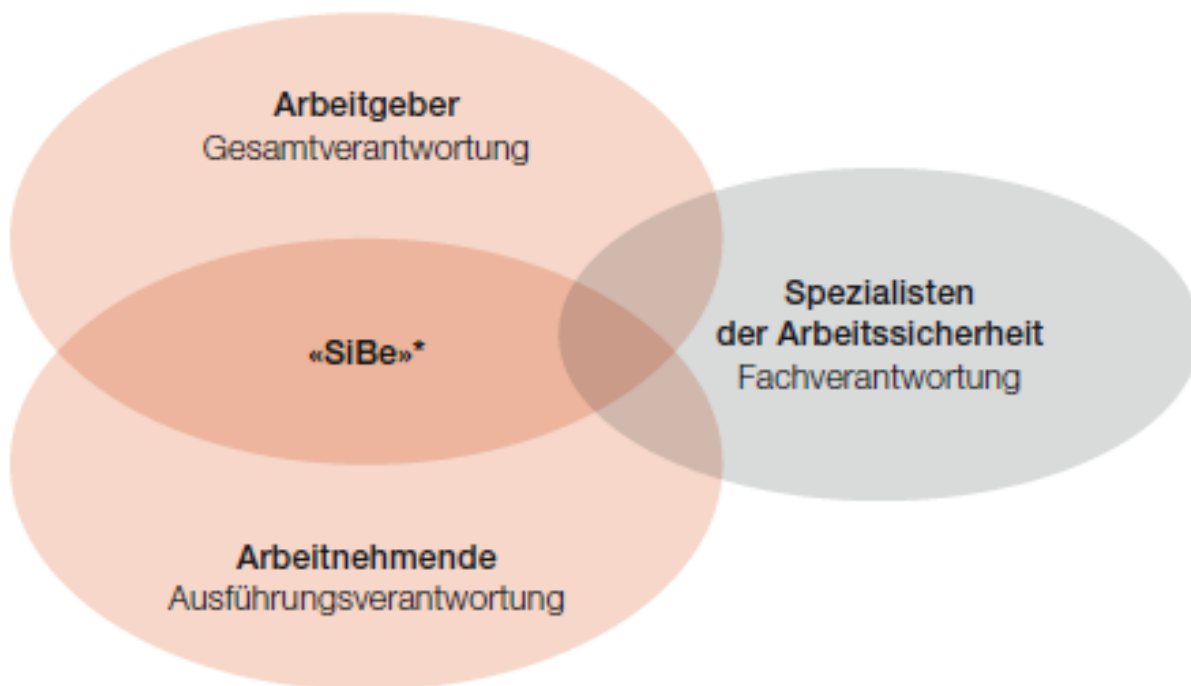 Arbeitgeber
Gesamtverantwortung
«SiBe»*
Spezialisten
der Arbeitssicherheit
Fachverantwortung
Arbeitnehmende
Ausführungsverantwortung